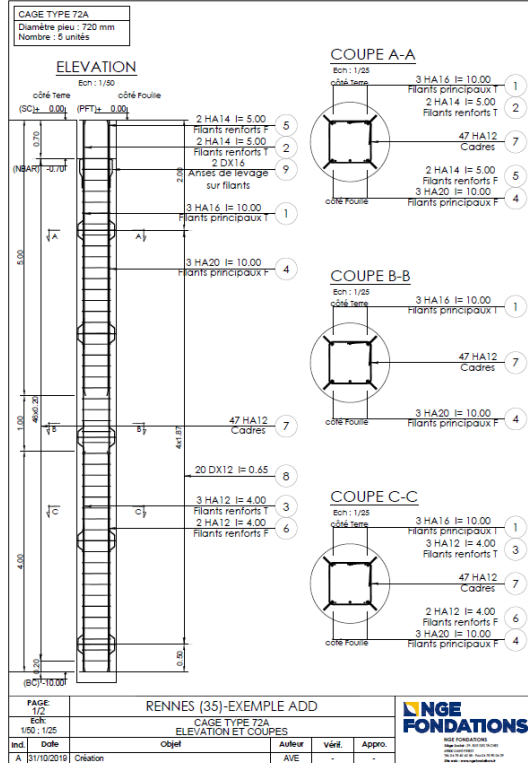 CAGE TYPE 72A
Diamètre pieu : 720 mm
Nombre : 5 unités
ELEVATION
Ech : 1/50
côté Terre
côté Fouille
(SC)± 0.00
(PFT)± 0.00
0.70
(NBAR) -0.70
5.00
1.00
4.00
46x0.20
0.20
(BC) -10.00
2.00
4x1.87
0.50
A
A
B
B
C
C
2 HA14 l= 5.00
Filants renforts F
5
2 HA14 l= 5.00
Filants renforts T
2
2 DX16
Anses de levage
sur filants
9
3 HA16 l= 10.00
Filants principaux T
1
3 HA20 l= 10.00
Filants principaux F
4
47 HA12
Cadres
7
20 DX12 l= 0.65
8
3 HA12 l= 4.00
Filants renforts T
3
2 HA12 l= 4.00
Filants renforts F
6
COUPE A-A
Ech : 1/25
côté Terre
3 HA16 l= 10.00
Filants principaux T
1
2 HA14 l= 5.00
Filants renforts T
2
47 HA12
Cadres
7
2 HA14 l= 5.00
Filants renforts F
5
3 HA20 l= 10.00
Filants principaux F
4
côté Fouille
COUPE B-B
Ech : 1/25
côté Terre
3 HA16 l= 10.00
Filants principaux T
1
47 HA12
Cadres
7
3 HA20 l= 10.00
Filants principaux F
4
côté Fouille
COUPE C-C
Ech : 1/25
côté Terre
3 HA16 l= 10.00
Filants principaux T
1
3 HA12 l= 4.00
Filants renforts T
3
47 HA12
Cadres
7
2 HA12 l= 4.00
Filants renforts F
6
3 HA20 l= 10.00
Filants principaux F
4
côté Fouille
PAGE:
1/2
Ech:
1/50 ; 1/25
RENNES (35)-EXEMPLE ADD
CAGE TYPE 72A
ELEVATION ET COUPES
Ind. Date Objet Auteur Vérif. Appro.
A 31/10/2019 Création AVE - -
NGE
FONDATIONS
NGE FONDATIONS